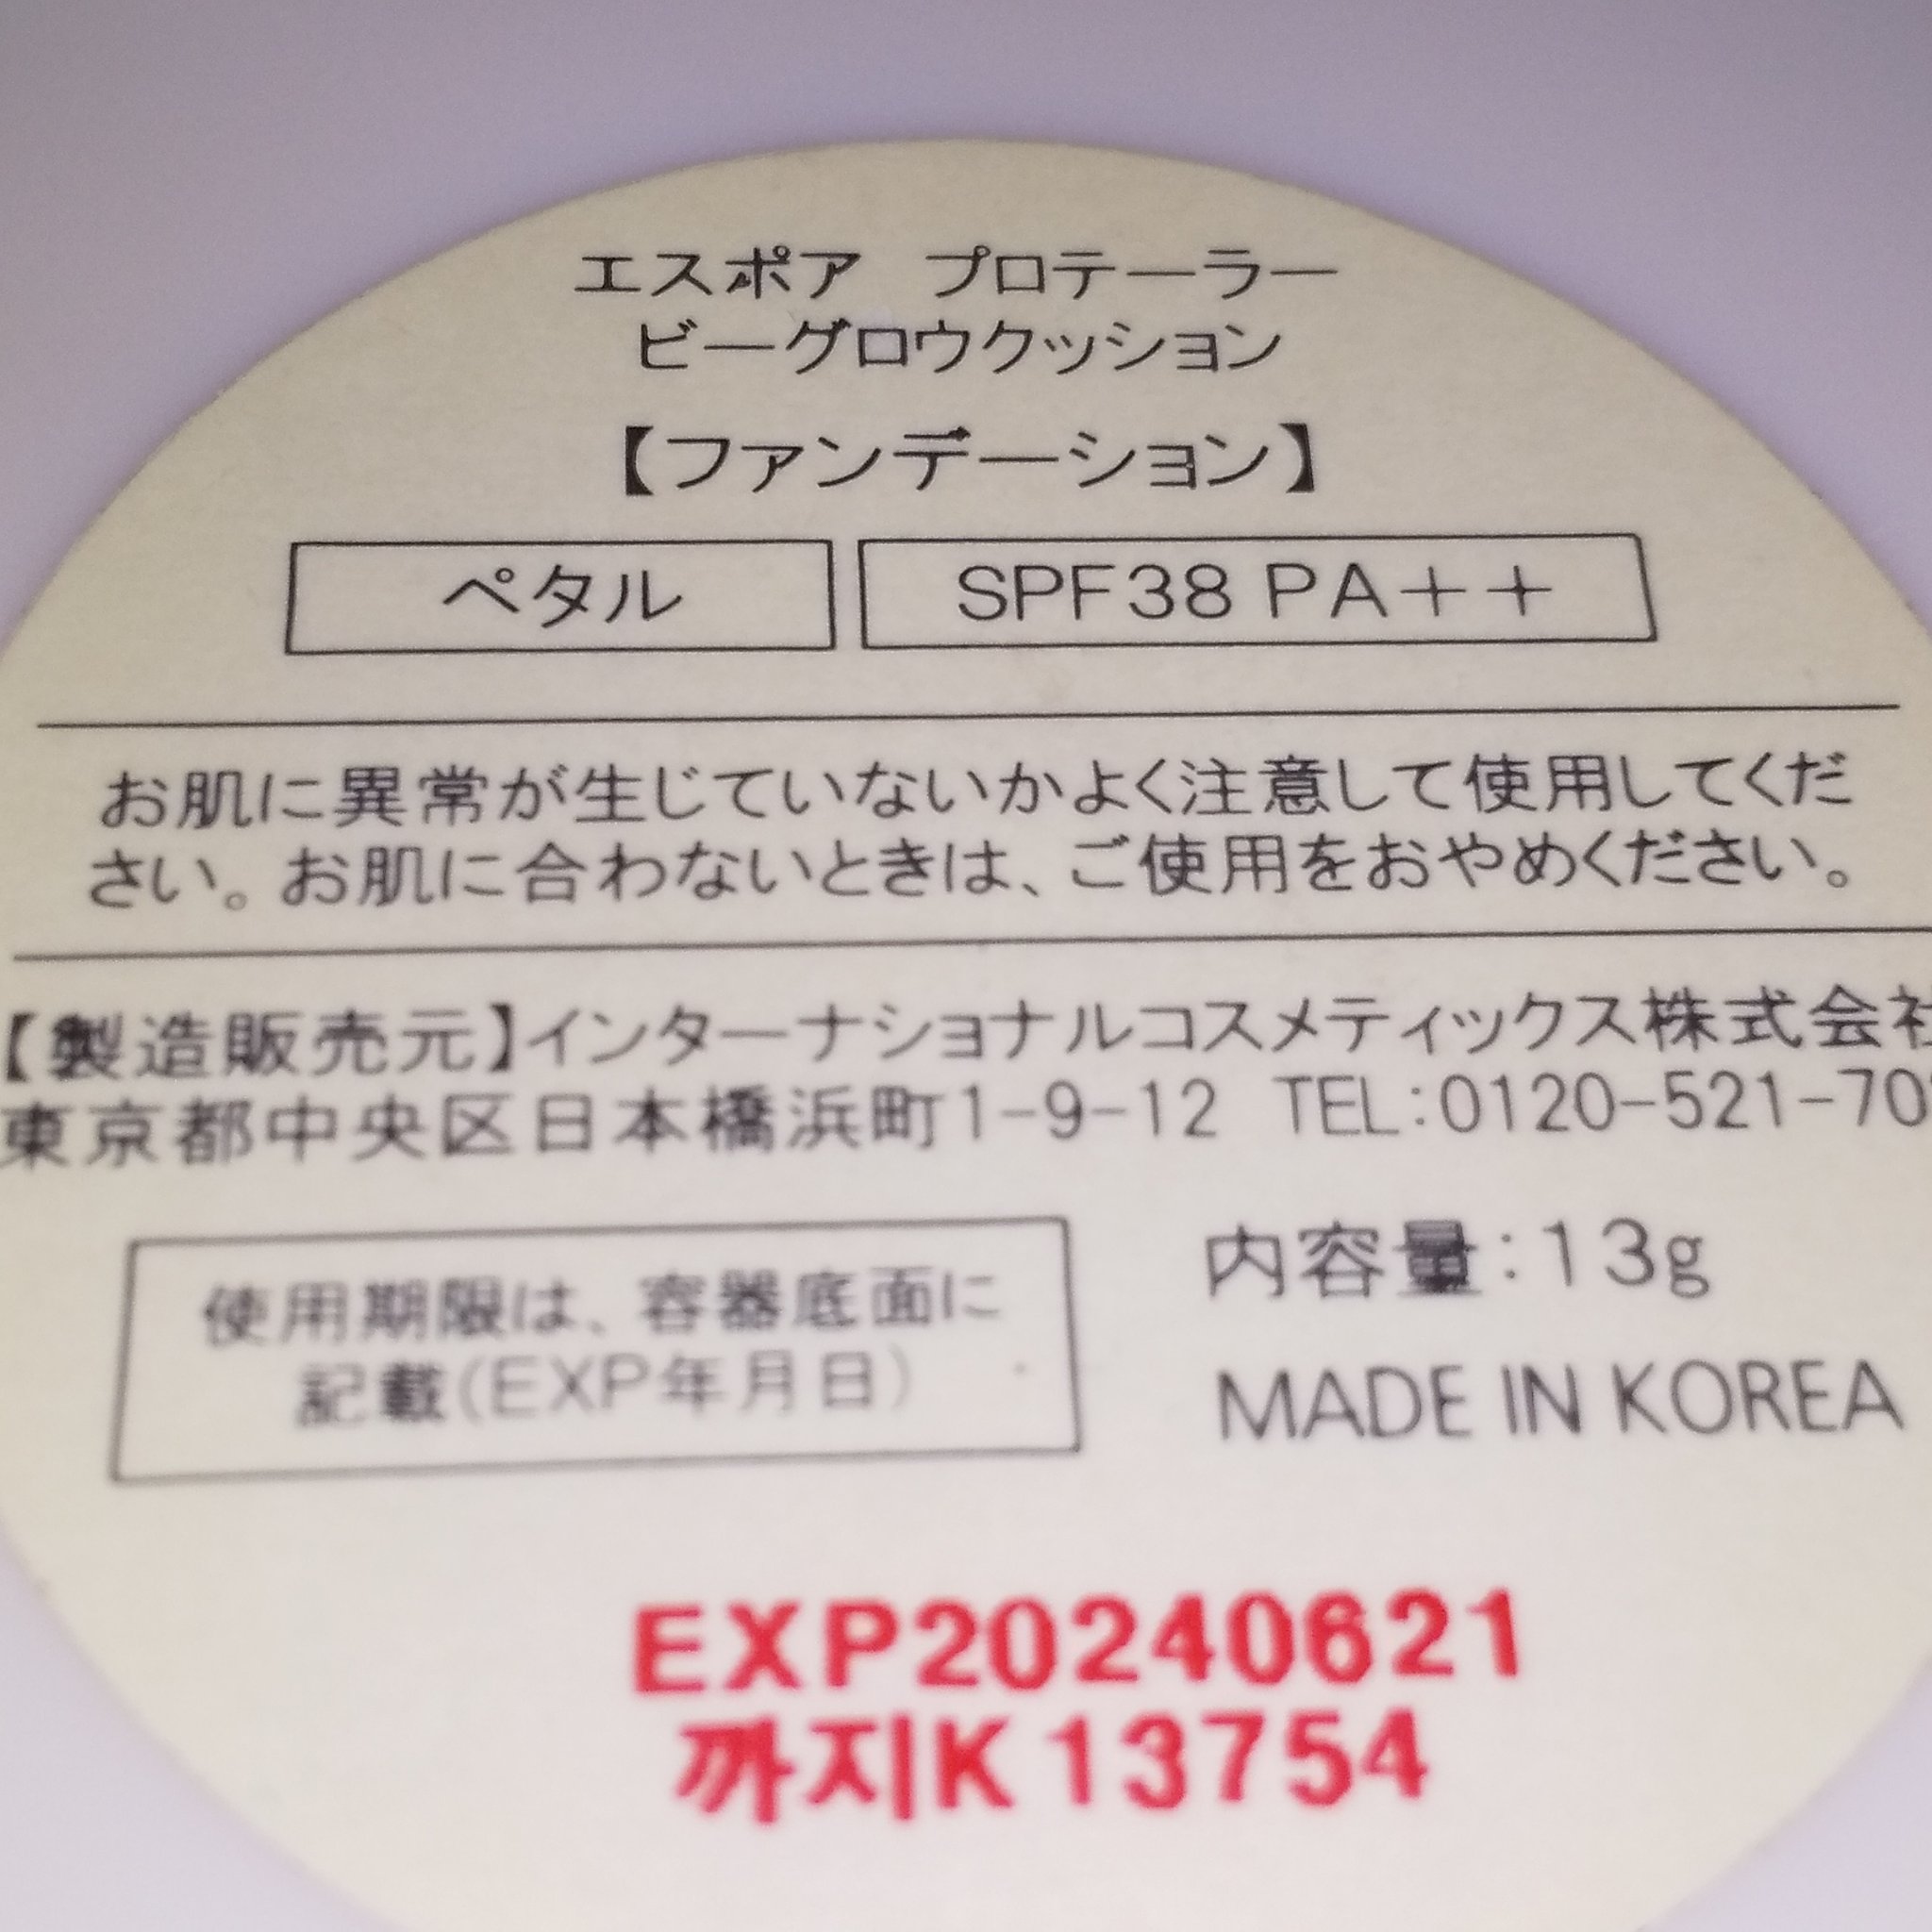 エスポア プロテーラー
ビーグロウクッション
【ファンデーション】
ペタル SPF38 PA++
お肌に異常が生じていないかよく注意して使用してくだ
さい。お肌に合わないときは、ご使用をおやめください。
【製造販売元】インターナショナルコスメティックス株式会社
東京都中央区日本橋浜町1-9-12 TEL:0120-521-70
使用期限は、容器底面に
記載(EXP年月日)
内容量:13g
MADE IN KOREA
EXP20240621
까지K13754